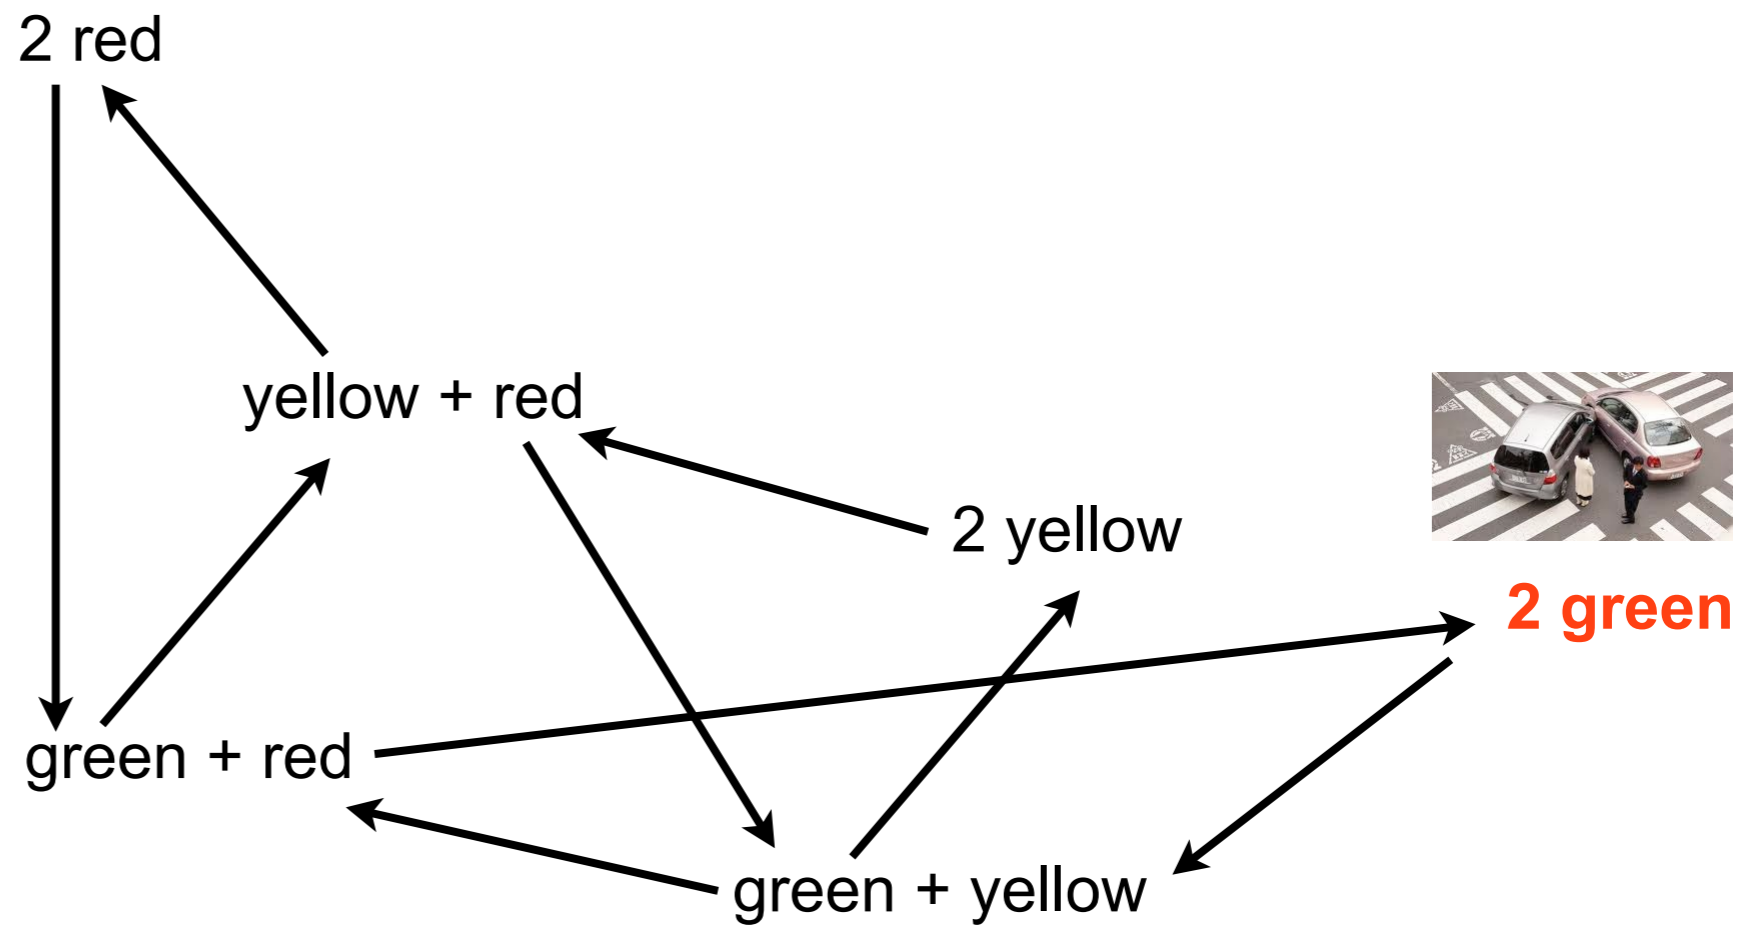 2 red
yellow + red
2 yellow
2 green
green + red
green + yellow